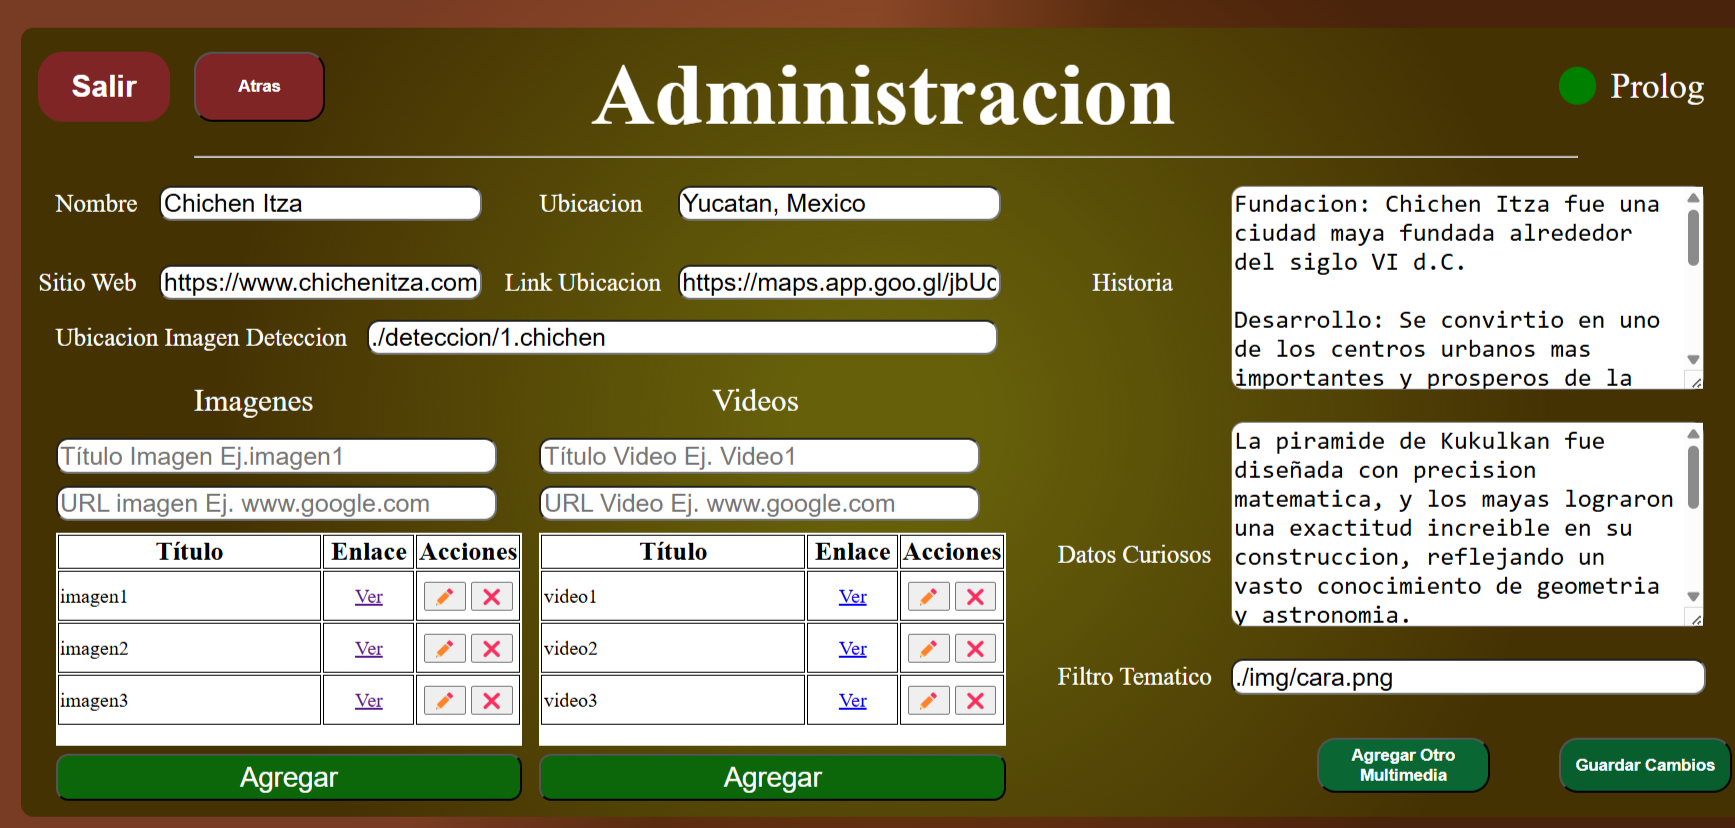 Salir
Atras
Administracion
Prolog
Nombre
Chichen Itza
Ubicacion
Yucatan, Mexico
Sitio Web
https://www.chichenitza.com
Link Ubicacion
Ubicacion Imagen Deteccion
./deteccion/1.chichen
Imagenes
Título Imagen Ej.imagen1
URL imagen Ej. www.google.com
Título Enlace Acciones
imagen1 Ver
imagen2 Ver
imagen3 Ver
Agregar
Videos
Título Video Ej. Video1
URL Video Ej. www.google.com
Título Enlace Acciones
video1 Ver
video2 Ver
video3 Ver
Agregar
Historia
Fundacion: Chichen Itza fue una
ciudad maya fundada alrededor
del siglo VI d.C.
Desarrollo: Se convirtio en uno
de los centros urbanos mas
importantes y prosperos de la
Datos Curiosos
La piramide de Kukulkan fue
diseñada con precision
matematica, y los mayas lograron
una exactitud increible en su
construccion, reflejando un
vasto conocimiento de geometria
y astronomia.
Filtro Tematico
./img/cara.png
Agregar Otro
Multimedia
Guardar Cambios